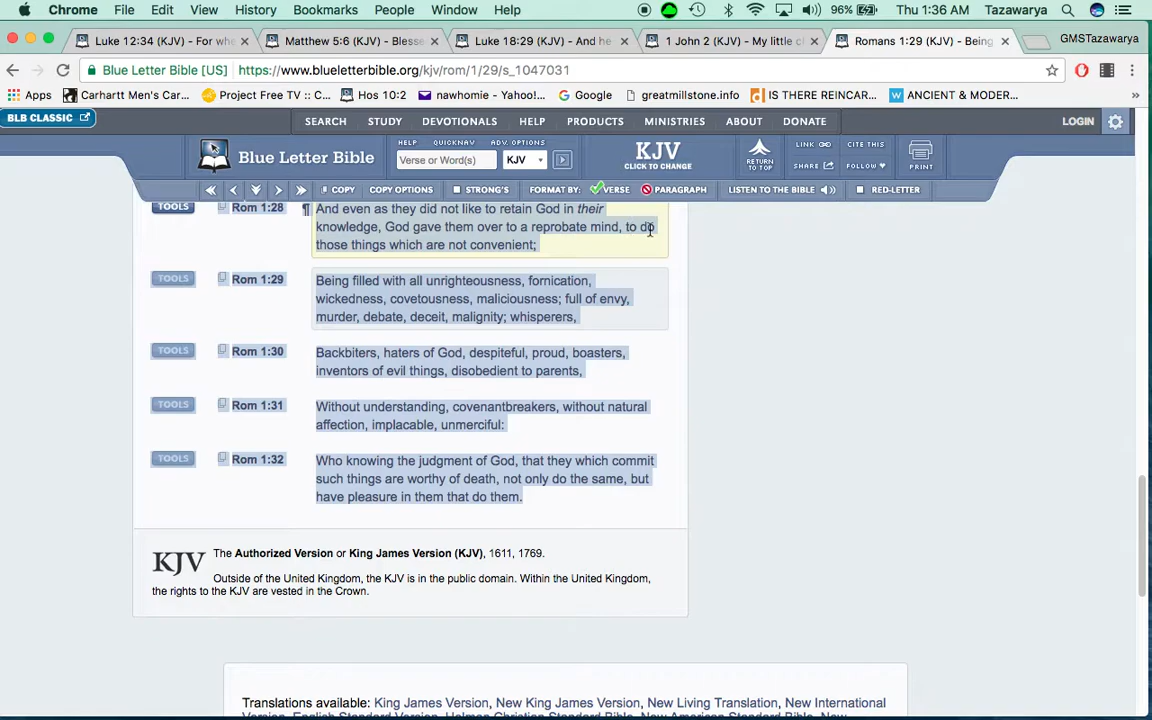 Chrome File Edit View History Bookmarks People Window Help 96% Thu 1:36 AM Tazawarya
Luke 12:34 (KJV) - For whe
Matthew 5:6 (KJV) - Blesse
Luke 18:29 (KJV) - And he
1 John 2 (KJV) - My little c
Romans 1:29 (KJV) - Being
GMSTazawarya
Blue Letter Bible [US] https://www.blueletterbible.org/kjv/rom/1/29/s_1047031
Apps Carhartt Men's Car... Project Free TV :: C... Hos 10:2 nawhomie - Yahoo!... Google greatmillstone.info IS THERE REINCAR... ANCIENT & MODER... »
BLB CLASSIC
SEARCH STUDY DEVOTIONALS HELP PRODUCTS MINISTRIES ABOUT DONATE LOGIN
Blue Letter Bible
HELP QUICKNAV ADV. OPTIONS
Verse or Word(s) KJV
KJV
CLICK TO CHANGE
RETURN TO TOP
LINK CITE THIS
SHARE FOLLOW
PRINT
COPY COPY OPTIONS STRONG'S FORMAT BY: VERSE PARAGRAPH LISTEN TO THE BIBLE RED-LETTER
TOOLS Rom 1:28 ¶ And even as they did not like to retain God in their
knowledge, God gave them over to a reprobate mind, to do
those things which are not convenient;
TOOLS Rom 1:29 Being filled with all unrighteousness, fornication,
wickedness, covetousness, maliciousness; full of envy,
murder, debate, deceit, malignity; whisperers,
TOOLS Rom 1:30 Backbiters, haters of God, despiteful, proud, boasters,
inventors of evil things, disobedient to parents,
TOOLS Rom 1:31 Without understanding, covenantbreakers, without natural
affection, implacable, unmerciful:
TOOLS Rom 1:32 Who knowing the judgment of God, that they which commit
such things are worthy of death, not only do the same, but
have pleasure in them that do them.
KJV The Authorized Version or King James Version (KJV), 1611, 1769.
Outside of the United Kingdom, the KJV is in the public domain. Within the United Kingdom,
the rights to the KJV are vested in the Crown.
Translations available: King James Version, New King James Version, New Living Translation, New International
Version, English Standard Version, Holman Christian Standard Bible, New American Standard Bible, New